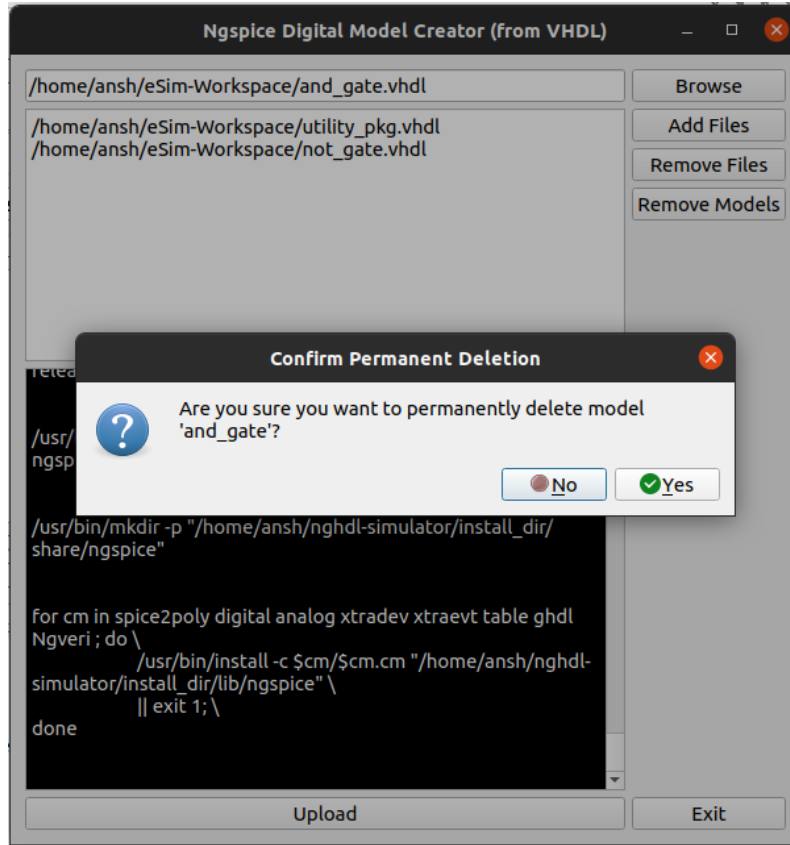 Ngspice Digital Model Creator (from VHDL)
/home/ansh/eSim-Workspace/and_gate.vhdl
Browse
/home/ansh/eSim-Workspace/utility_pkg.vhdl
/home/ansh/eSim-Workspace/not_gate.vhdl
Add Files
Remove Files
Remove Models
Confirm Permanent Deletion
Are you sure you want to permanently delete model
'and_gate'?
No
Yes
/usr/
ngsp
/usr/bin/mkdir -p "/home/ansh/nghdl-simulator/install_dir/
share/ngspice"
for cm in spice2poly digital analog xtradev xtraevt table ghdl
Ngveri ; do \
/usr/bin/install -c $cm/$cm.cm "/home/ansh/nghdl-
simulator/install_dir/lib/ngspice" \
|| exit 1; \
done
Upload
Exit